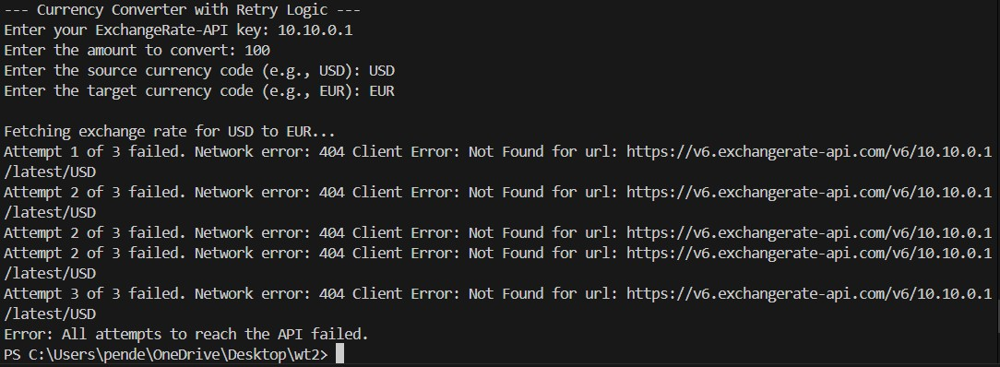 --- Currency Converter with Retry Logic ---
Enter your ExchangeRate-API key: 10.10.0.1
Enter the amount to convert: 100
Enter the source currency code (e.g., USD): USD
Enter the target currency code (e.g., EUR): EUR
Fetching exchange rate for USD to EUR...
Attempt 1 of 3 failed. Network error: 404 Client Error: Not Found for url: https://v6.exchangerate-api.com/v6/10.10.0.1
/latest/USD
Attempt 2 of 3 failed. Network error: 404 Client Error: Not Found for url: https://v6.exchangerate-api.com/v6/10.10.0.1
/latest/USD
Attempt 2 of 3 failed. Network error: 404 Client Error: Not Found for url: https://v6.exchangerate-api.com/v6/10.10.0.1
Attempt 2 of 3 failed. Network error: 404 Client Error: Not Found for url: https://v6.exchangerate-api.com/v6/10.10.0.1
/latest/USD
Attempt 3 of 3 failed. Network error: 404 Client Error: Not Found for url: https://v6.exchangerate-api.com/v6/10.10.0.1
/latest/USD
Error: All attempts to reach the API failed.
PS C:\Users\pende\OneDrive\Desktop\wt2>